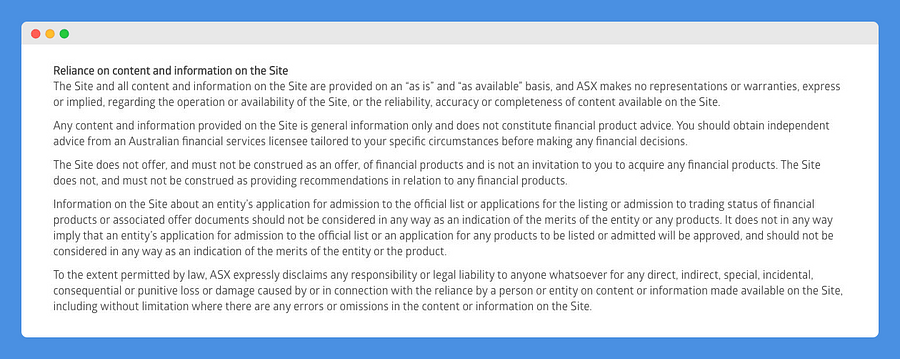 Reliance on content and information on the Site
The Site and all content and information on the Site are provided on an “as is” and “as available” basis, and ASX makes no representations or warranties, express
or implied, regarding the operation or availability of the Site, or the reliability, accuracy or completeness of content available on the Site.
Any content and information provided on the Site is general information only and does not constitute financial product advice. You should obtain independent
advice from an Australian financial services licensee tailored to your specific circumstances before making any financial decisions.
The Site does not offer, and must not be construed as an offer, of financial products and is not an invitation to you to acquire any financial products. The Site
does not, and must not be construed as providing recommendations in relation to any financial products.
Information on the Site about an entity’s application for admission to the official list or applications for the listing or admission to trading status of financial
products or associated offer documents should not be considered in any way as an indication of the merits of the entity or any products. It does not in any way
imply that an entity’s application for admission to the official list or an application for any products to be listed or admitted will be approved, and should not be
considered in any way as an indication of the merits of the entity or the product.
To the extent permitted by law, ASX expressly disclaims any responsibility or legal liability to anyone whatsoever for any direct, indirect, special, incidental,
consequential or punitive loss or damage caused by or in connection with the reliance by a person or entity on content or information made available on the Site,
including without limitation where there are any errors or omissions in the content or information on the Site.